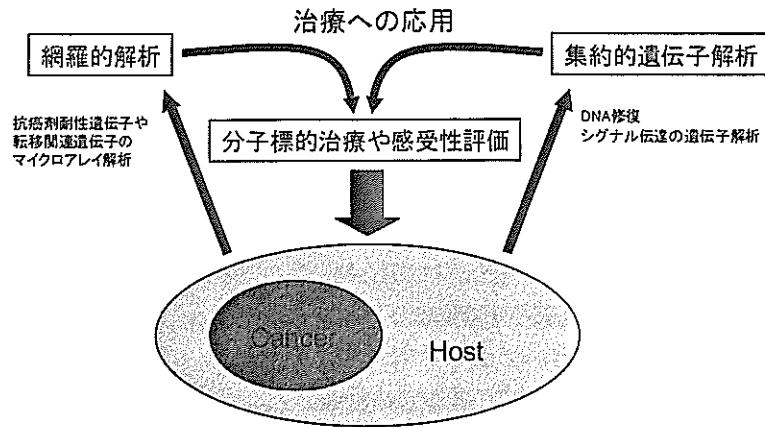 治療への応用
網羅的解析
集約的遺伝子解析
抗癌剤耐性遺伝子や
転移関連遺伝子の
マイクロアレイ解析
分子標的治療や感受性評価
DNA修復
シグナル伝達の遺伝子解析
Cancer
Host